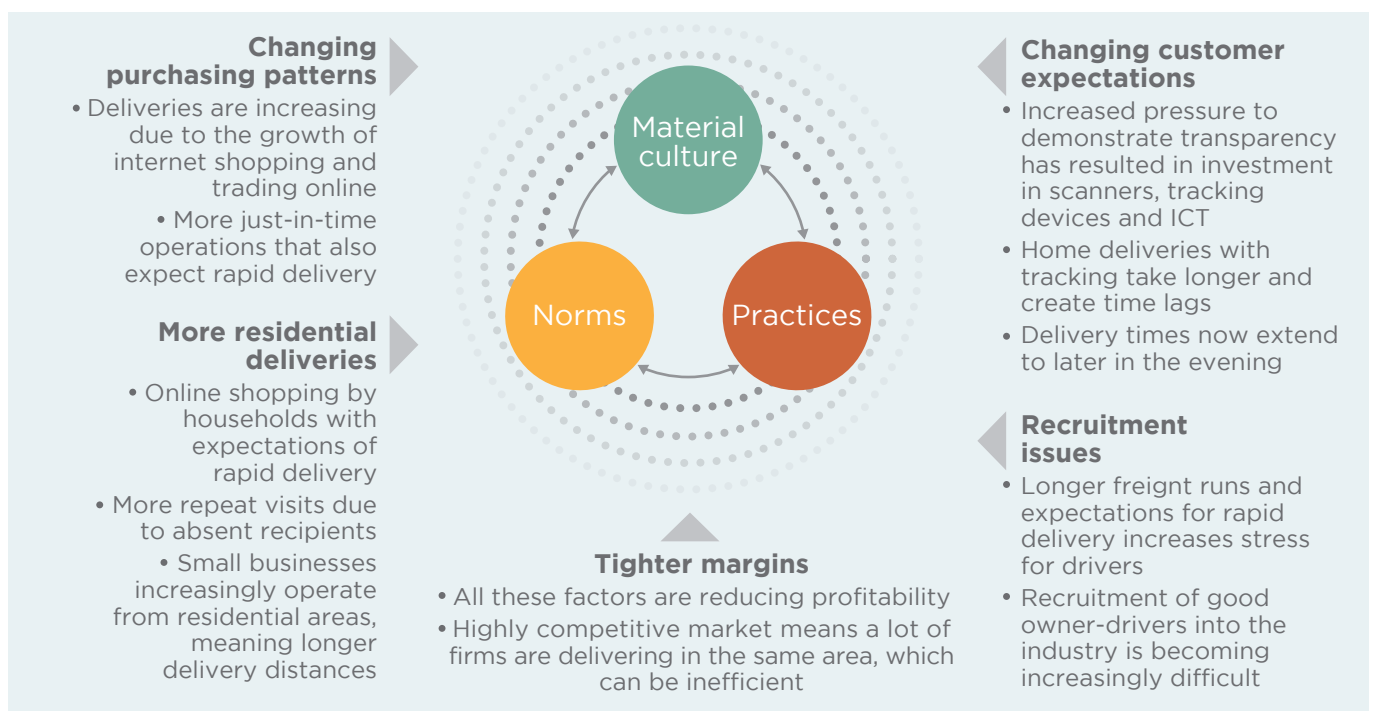 Changing
purchasing patterns
• Deliveries are increasing
due to the growth of
internet shopping and
trading online
• More just-in-time
operations that also
expect rapid delivery
More residential
deliveries
• Online shopping by
households with
expectations of
rapid delivery
• More repeat visits due
to absent recipients
• Small businesses
increasingly operate
from residential areas,
meaning longer
delivery distances
Material
culture
Norms
Practices
Tighter margins
• All these factors are reducing profitability
• Highly competitive market means a lot of
firms are delivering in the same area, which
can be inefficient
Changing customer
expectations
• Increased pressure to
demonstrate transparency
has resulted in investment
in scanners, tracking
devices and ICT
• Home deliveries with
tracking take longer and
create time lags
• Delivery times now extend
to later in the evening
Recruitment
issues
• Longer freignt runs and
expectations for rapid
delivery increases stress
for drivers
• Recruitment of good
owner-drivers into the
industry is becoming
increasingly difficult